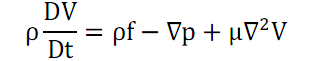 ρ DV/Dt = ρf − ∇p + μ∇²V